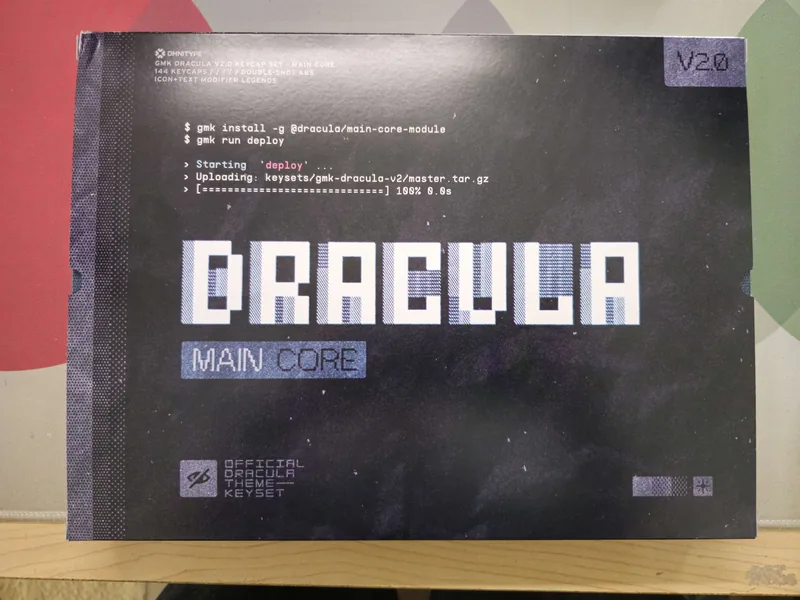 OMNITYPE
GMK DRACULA V2.0 KEYCAP SET - MAIN CORE
144 KEYCAPS / / / / DOUBLE-SHOT ABS
ICON+TEXT MODIFIER LEGENDS
V2.0
$ gmk install -g @dracula/main-core-module
$ gmk run deploy
> Starting 'deploy' ...
> Uploading: keysets/gmk-dracula-v2/master.tar.gz
> [============================] 100% 0.0s
DRACULA
MAIN CORE
OFFICIAL
DRACULA
THEME—
KEYSET